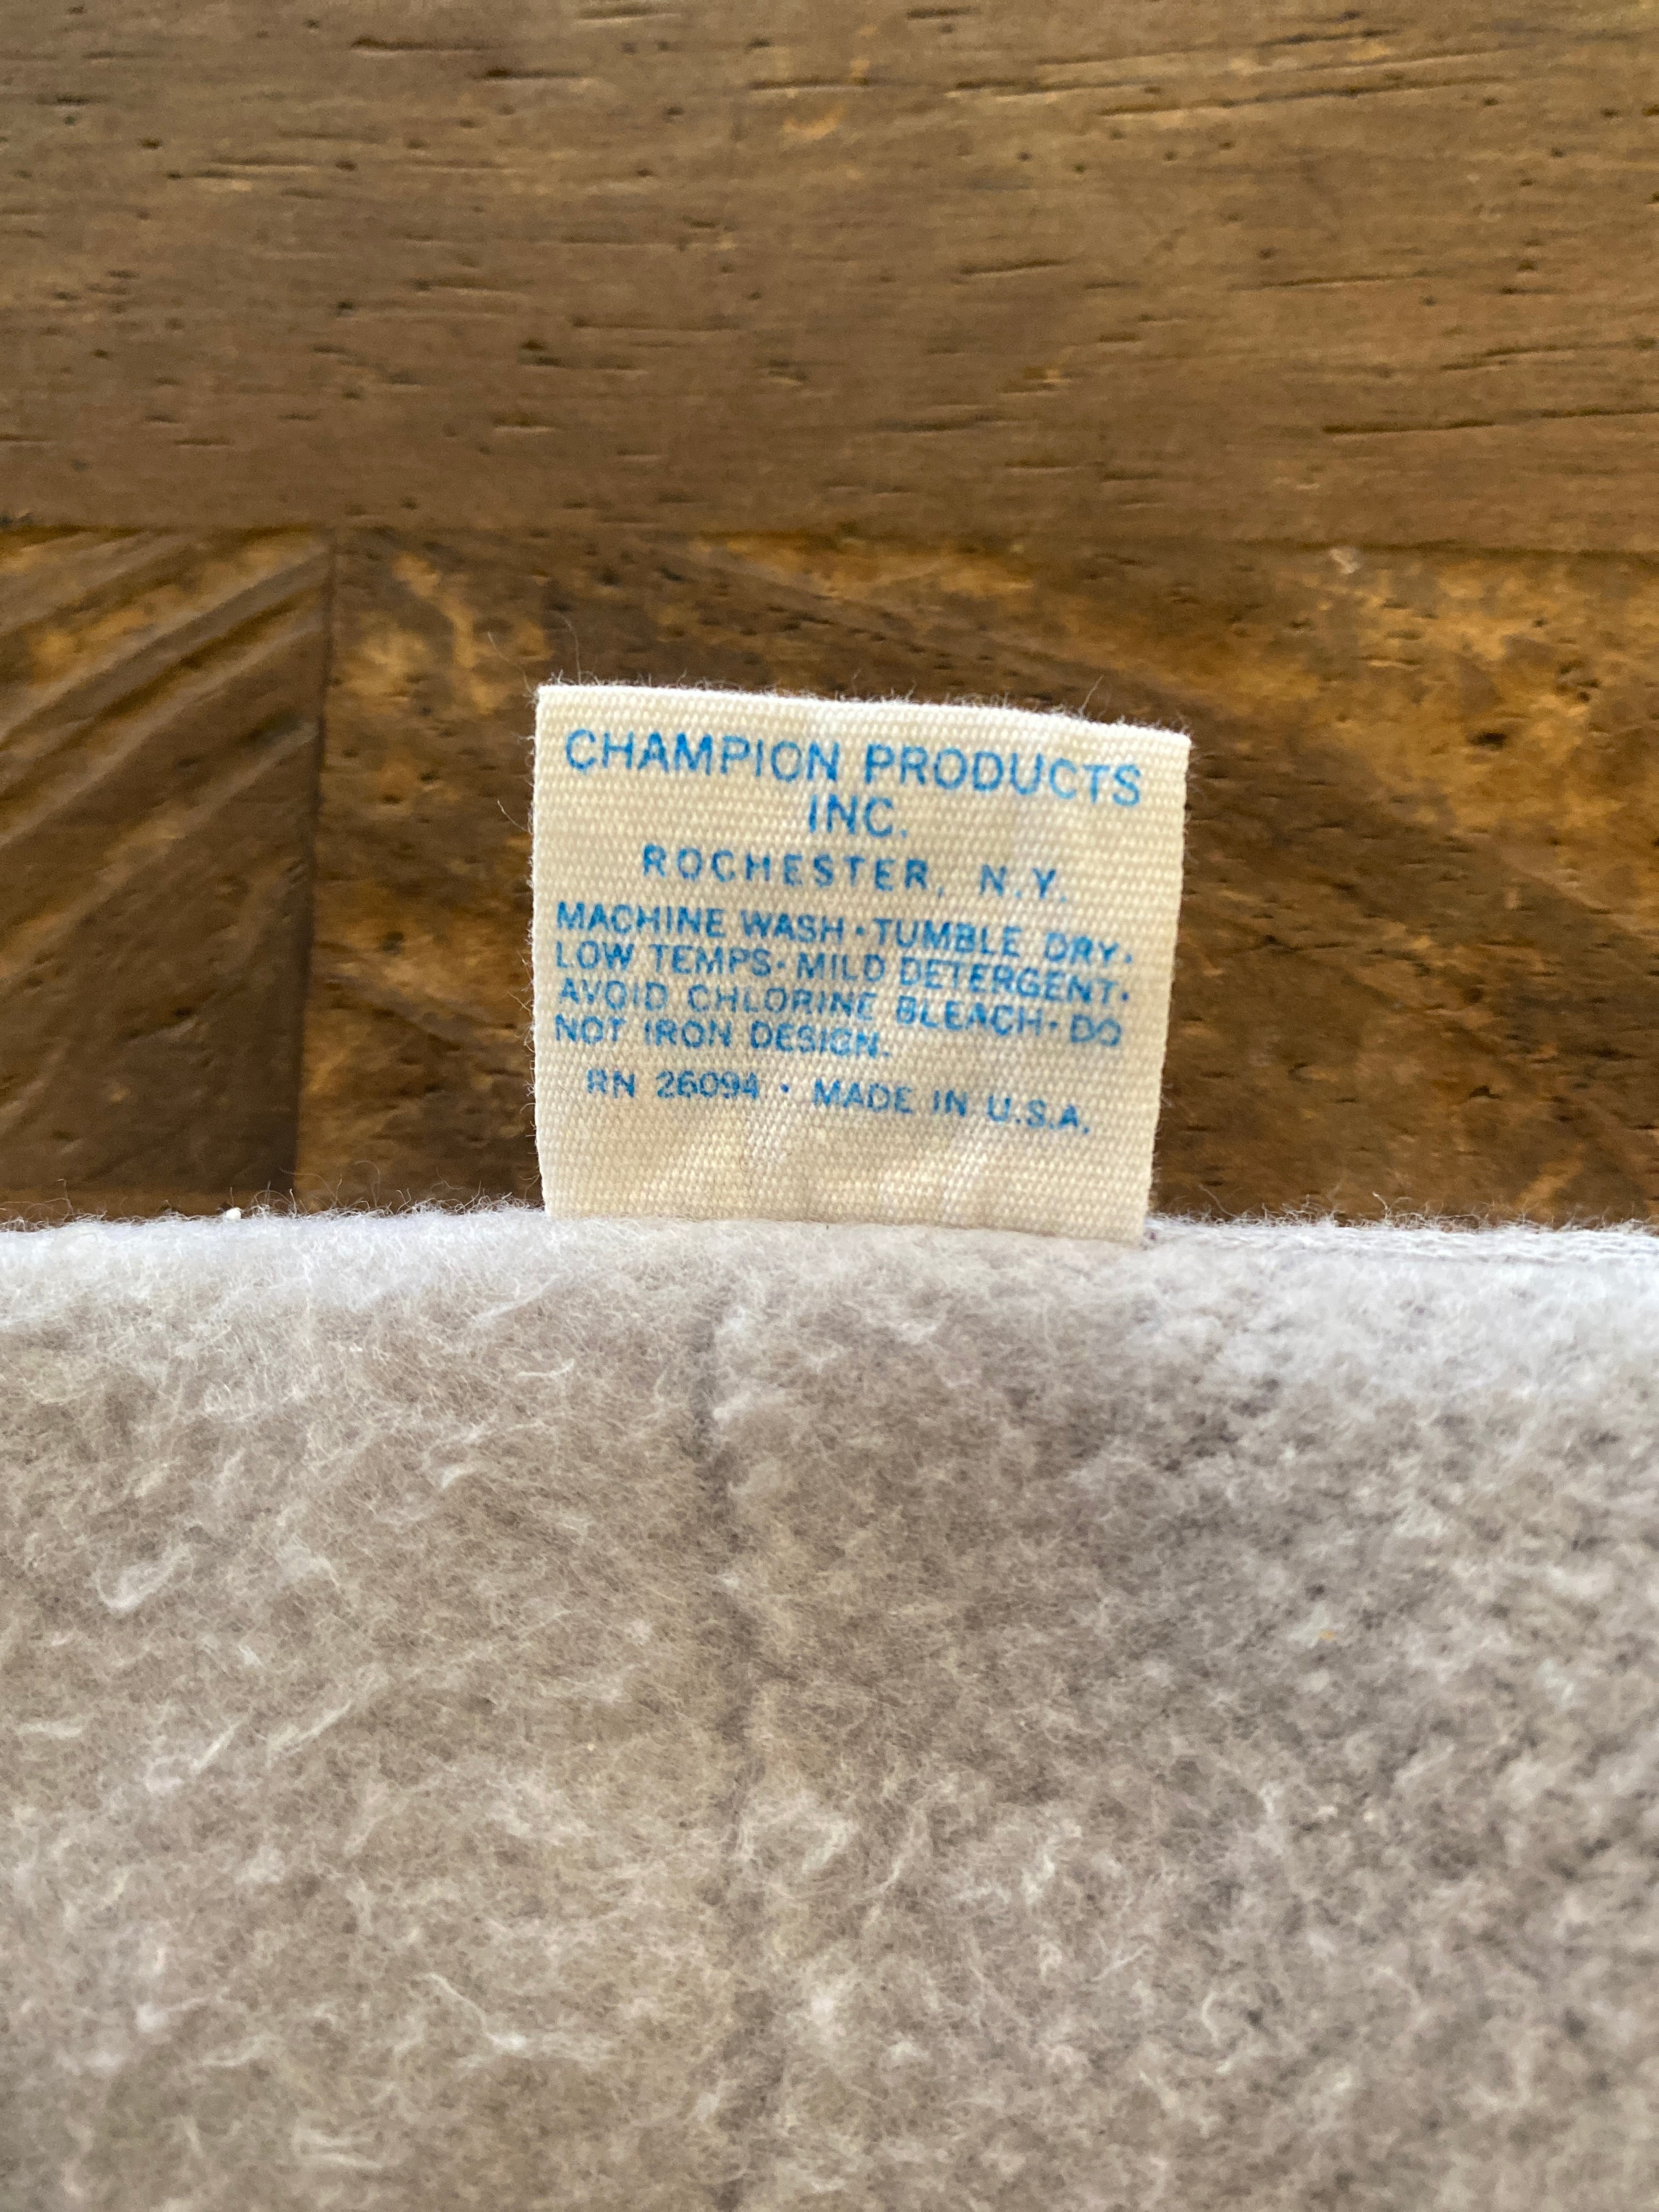 CHAMPION PRODUCTS
INC.
ROCHESTER, N.Y.
MACHINE WASH • TUMBLE DRY •
LOW TEMPS • MILD DETERGENT •
AVOID CHLORINE BLEACH • DO
NOT IRON DESIGN.
RN 26094 • MADE IN U.S.A.